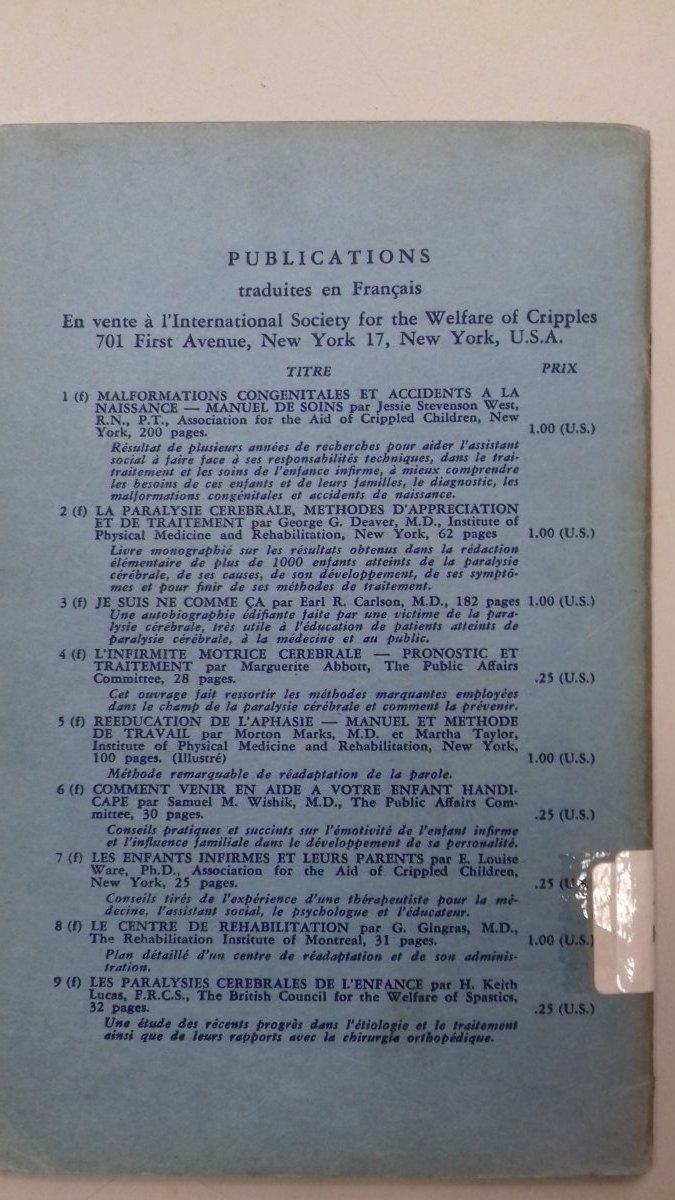 PUBLICATIONS
traduites en Français
En vente à l'International Society for the Welfare of Cripples
701 First Avenue, New York 17, New York, U.S.A.
TITRE PRIX
1 (f) MALFORMATIONS CONGENITALES ET ACCIDENTS A LA
NAISSANCE — MANUEL DE SOINS par Jessie Stevenson West,
R.N., P.T., Association for the Aid of Crippled Children, New
York, 200 pages. 1.00 (U.S.)
Résultat de plusieurs années de recherches pour aider l'assistant
social à faire face à ses responsabilités techniques, dans le trai-
traitement et les soins de l'enfance infirme, à mieux comprendre
les besoins de ces enfants et de leurs familles, le diagnostic, les
malformations congénitales et accidents de naissance.
2 (f) LA PARALYSIE CEREBRALE, METHODES D'APPRECIATION
ET DE TRAITEMENT par George G. Deaver, M.D., Institute of
Physical Medicine and Rehabilitation, New York, 62 pages 1.00 (U.S.)
Livre monographié sur les résultats obtenus dans la rédaction
élémentaire de plus de 1000 enfants atteints de la paralysie
cérébrale, de ses causes, de son développement, de ses symptô-
mes et pour finir de ses méthodes de traitement.
3 (f) JE SUIS NE COMME ÇA par Earl R. Carlson, M.D., 182 pages 1.00 (U.S.)
Une autobiographie édifiante faite par une victime de la para-
lysie cérébrale, très utile à l'éducation de patients atteints de
paralysie cérébrale, à la médecine et au public.
4 (f) L'INFIRMITE MOTRICE CEREBRALE — PRONOSTIC ET
TRAITEMENT par Marguerite Abbott, The Public Affairs
Committee, 28 pages. .25 (U.S.)
Cet ouvrage fait ressortir les méthodes marquantes employées
dans le champ de la paralysie cérébrale et comment la prévenir.
5 (f) REEDUCATION DE L'APHASIE — MANUEL ET METHODE
DE TRAVAIL par Morton Marks, M.D. et Martha Taylor,
Institute of Physical Medicine and Rehabilitation, New York,
100 pages. (Illustré) 1.00 (U.S.)
Méthode remarquable de réadaptation de la parole.
6 (f) COMMENT VENIR EN AIDE A VOTRE ENFANT HANDI-
CAPE par Samuel M. Wishik, M.D., The Public Affairs Com-
mittee, 30 pages. .25 (U.S.)
Conseils pratiques et succints sur l'émotivité de l'enfant infirme
et l'influence familiale dans le développement de sa personalité.
7 (f) LES ENFANTS INFIRMES ET LEURS PARENTS par E. Louise
Ware, Ph.D., Association for the Aid of Crippled Children,
New York, 25 pages. .25
Conseils tirés de l'expérience d'une thérapeutiste pour la mé-
decine, l'assistant social, le psychologue et l'éducateur.
8 (f) LE CENTRE DE REHABILITATION par G. Gingras, M.D.,
The Rehabilitation Institute of Montreal, 31 pages. 1.00 (U.S.)
Plan détaillé d'un centre de réadaptation et de son adminis-
tration.
9 (f) LES PARALYSIES CEREBRALES DE L'ENFANCE par H. Keith
Lucas, F.R.C.S., The British Council for the Welfare of Spastics,
32 pages. .25 (U.S.)
Une étude des récents progrès dans l'étiologie et le traitement
ainsi que de leurs rapports avec la chirurgie orthopédique.